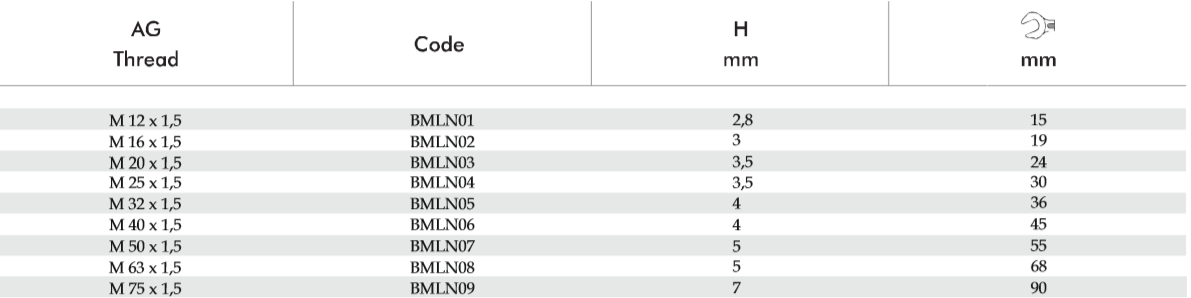 AG Thread Code H mm mm
M 12 x 1,5 BMLN01 2,8 15
M 16 x 1,5 BMLN02 3 19
M 20 x 1,5 BMLN03 3,5 24
M 25 x 1,5 BMLN04 3,5 30
M 32 x 1,5 BMLN05 4 36
M 40 x 1,5 BMLN06 4 45
M 50 x 1,5 BMLN07 5 55
M 63 x 1,5 BMLN08 5 68
M 75 x 1,5 BMLN09 7 90